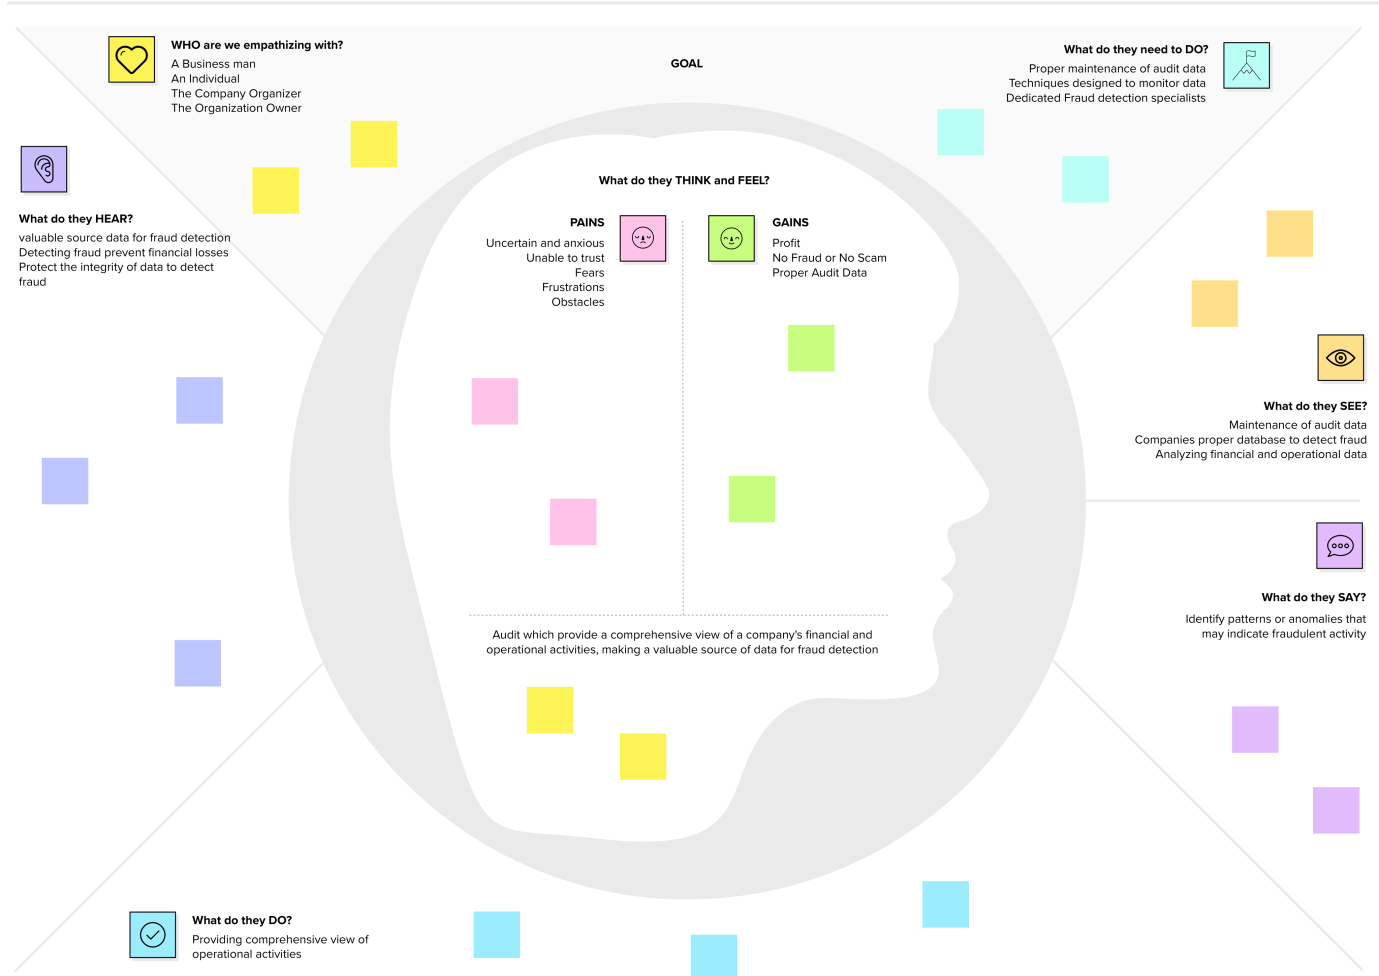 WHO are we empathizing with?
A Business man
An Individual
The Company Organizer
The Organization Owner
GOAL
What do they need to DO?
Proper maintenance of audit data
Techniques designed to monitor data
Dedicated Fraud detection specialists
What do they HEAR?
valuable source data for fraud detection
Detecting fraud prevent financial losses
Protect the integrity of data to detect
fraud
What do they THINK and FEEL?
PAINS
Uncertain and anxious
Unable to trust
Fears
Frustrations
Obstacles
GAINS
Profit
No Fraud or No Scam
Proper Audit Data
What do they SEE?
Maintenance of audit data
Companies proper database to detect fraud
Analyzing financial and operational data
What do they SAY?
Identify patterns or anomalies that
may indicate fraudulent activity
Audit which provide a comprehensive view of a company's financial and
operational activities, making a valuable source of data for fraud detection
What do they DO?
Providing comprehensive view of
operational activities